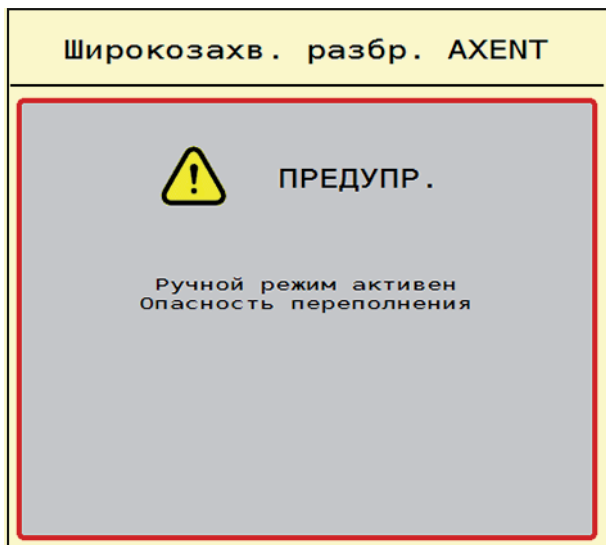 Широкозахв. разбр. AXENT
ПРЕДУПР.
Ручной режим активен
Опасность переполнения